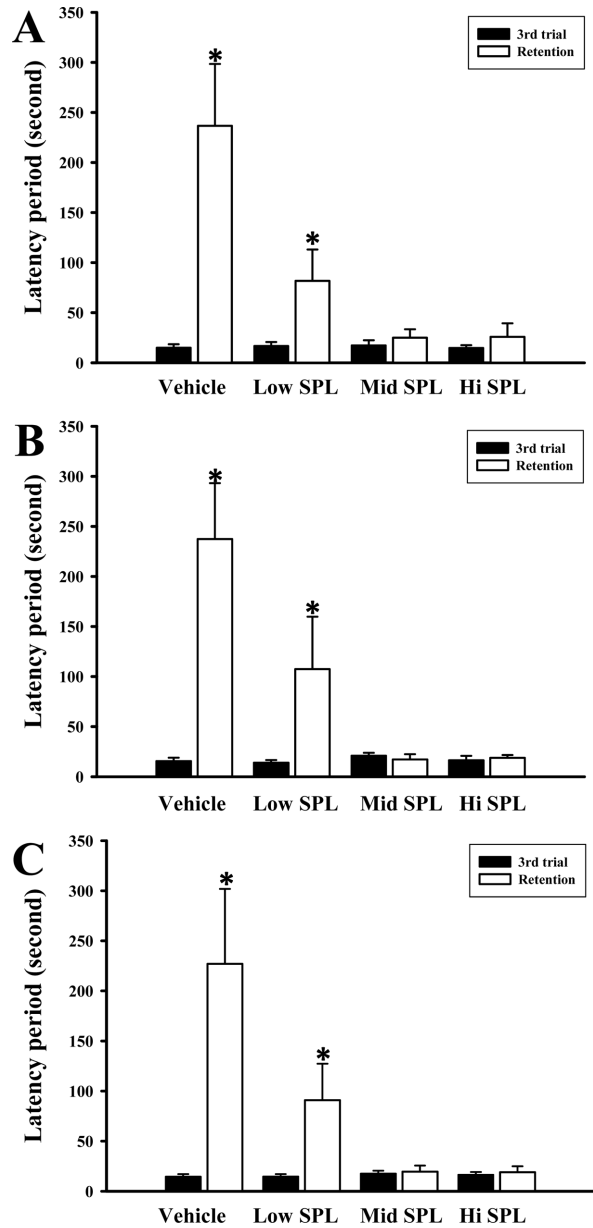 A
3rd trial
Retention
Latency period (second)
350
300
250
200
150
100
50
0
*
*
Vehicle Low SPL Mid SPL Hi SPL
B
3rd trial
Retention
Latency period (second)
350
300
250
200
150
100
50
0
*
*
Vehicle Low SPL Mid SPL Hi SPL
C
3rd trial
Retention
Latency period (second)
350
300
250
200
150
100
50
0
*
*
Vehicle Low SPL Mid SPL Hi SPL